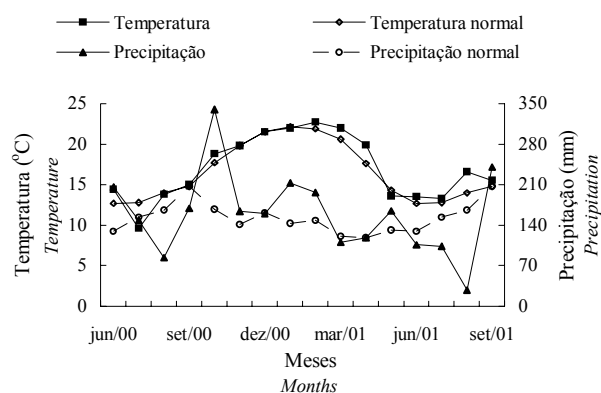 Temperatura
Temperatura normal
Precipitação
Precipitação normal
Temperatura (ºC)
Temperature
25
20
15
10
5
0
350
280
210
140
70
0
Precipitação (mm)
Precipitation
jun/00 set/00 dez/00 mar/01 jun/01 set/01
Meses
Months